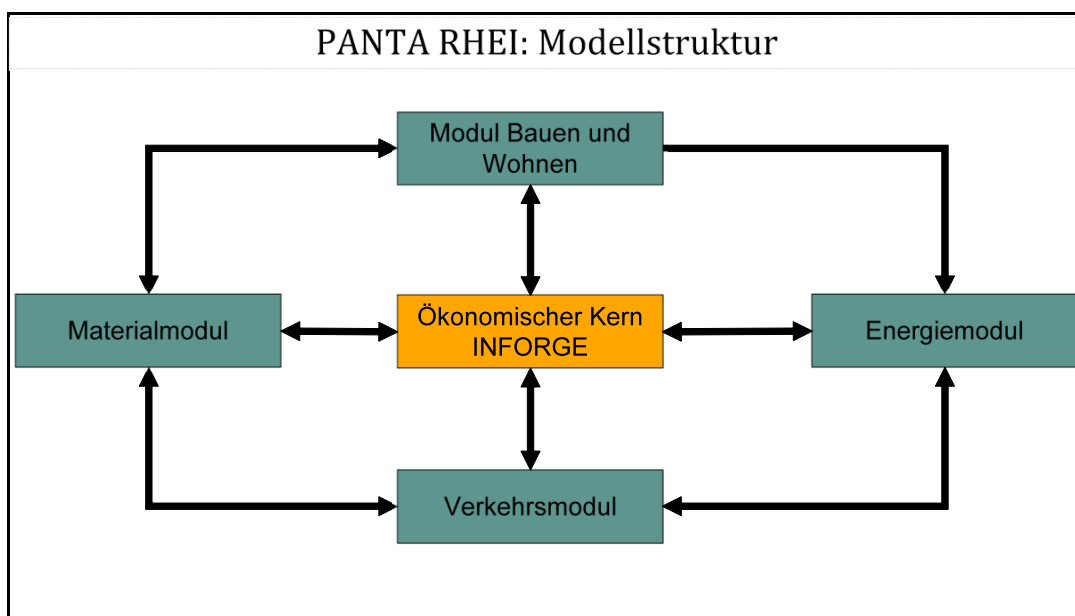 PANTA RHEI: Modellstruktur
Modul Bauen und
Wohnen
Materialmodul
Ökonomischer Kern
INFORGE
Energiemodul
Verkehrsmodul